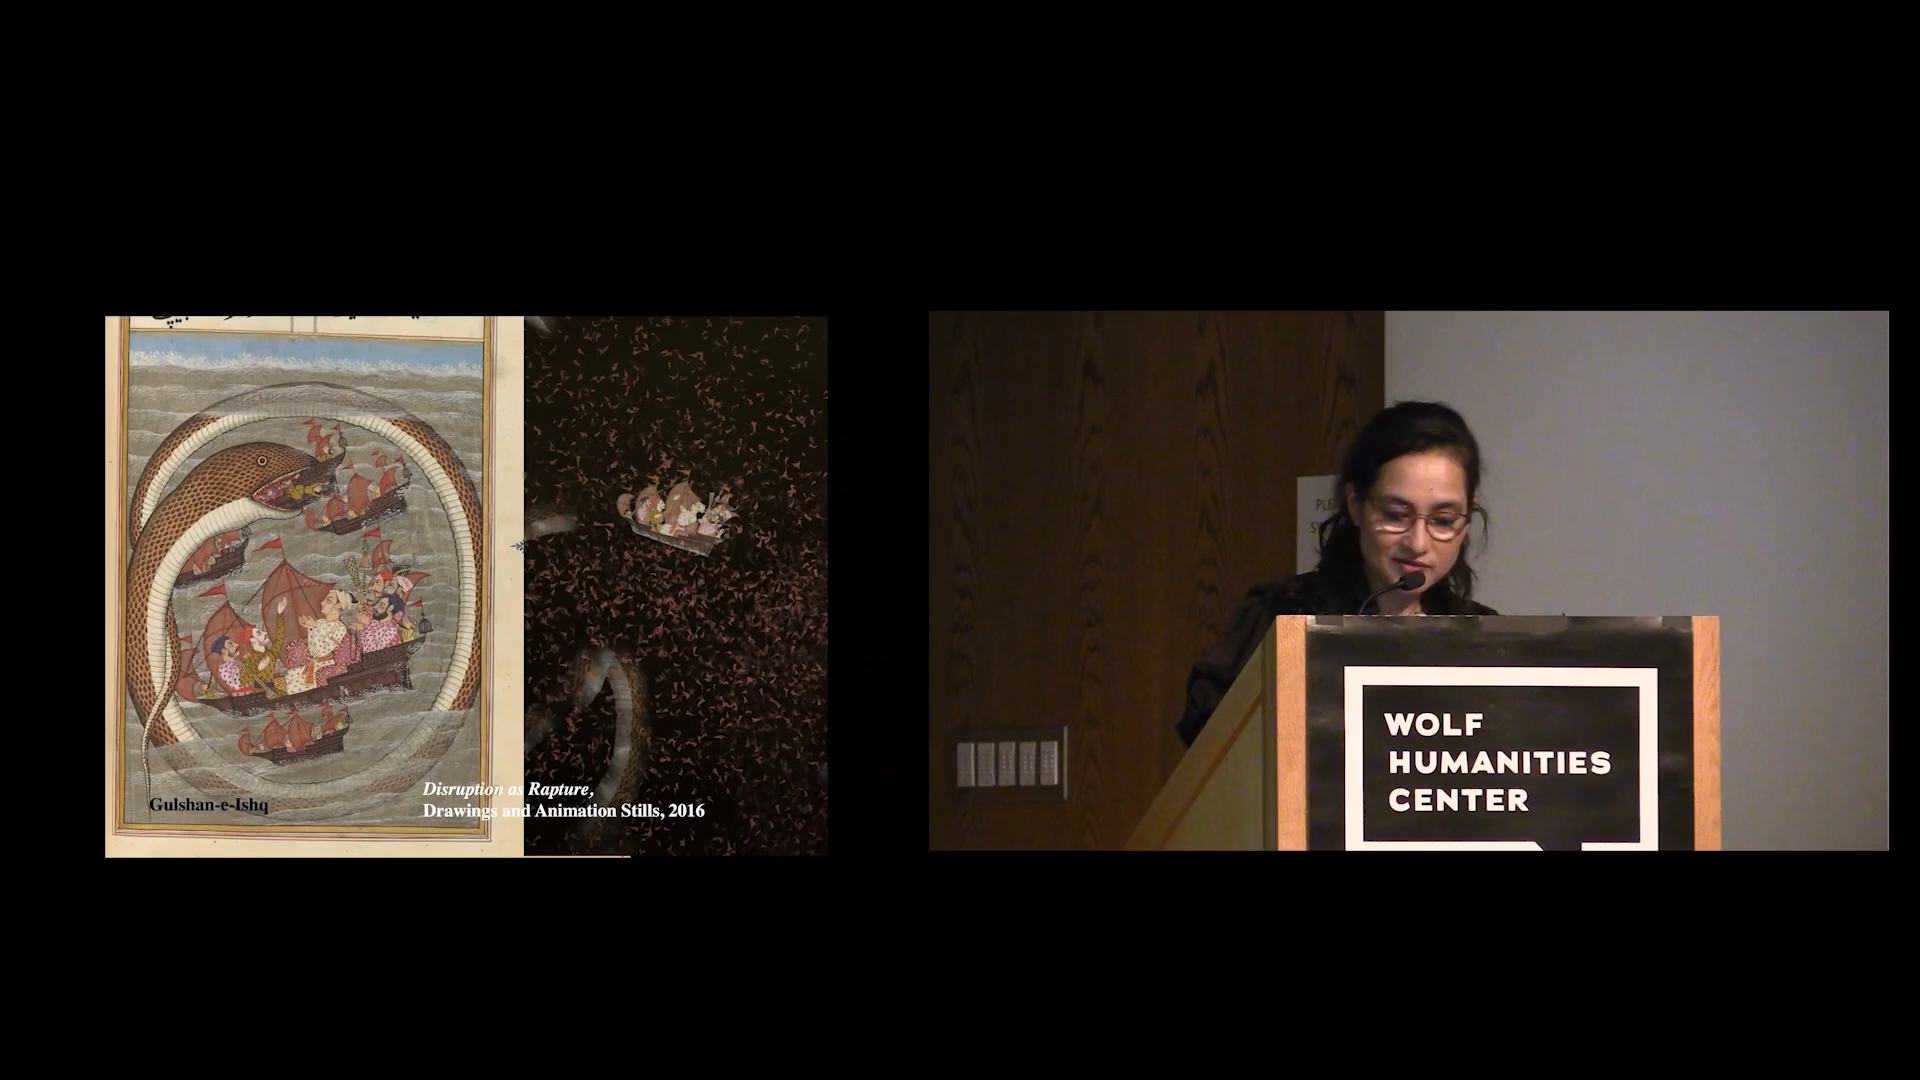 Gulshan-e-Ishq
Disruption as Rapture,
Drawings and Animation Stills, 2016
WOLF
HUMANITIES
CENTER